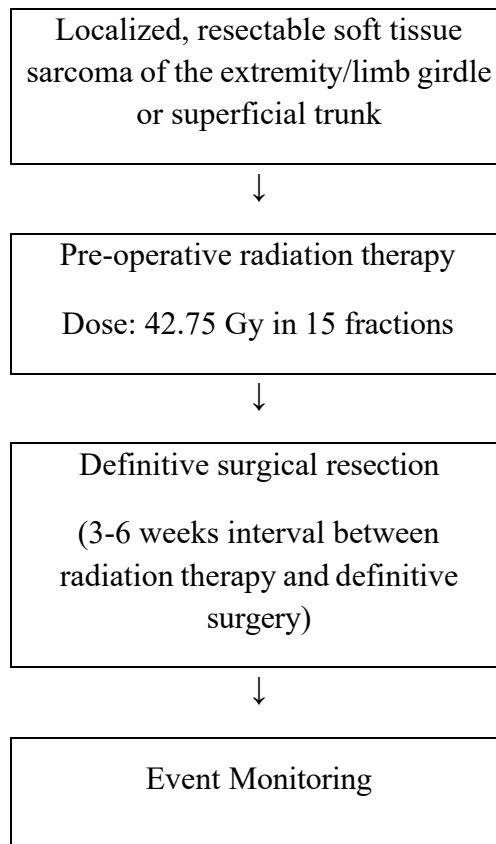 Localized, resectable soft tissue
sarcoma of the extremity/limb girdle
or superficial trunk
↓
Pre-operative radiation therapy
Dose: 42.75 Gy in 15 fractions
↓
Definitive surgical resection
(3-6 weeks interval between
radiation therapy and definitive
surgery)
↓
Event Monitoring